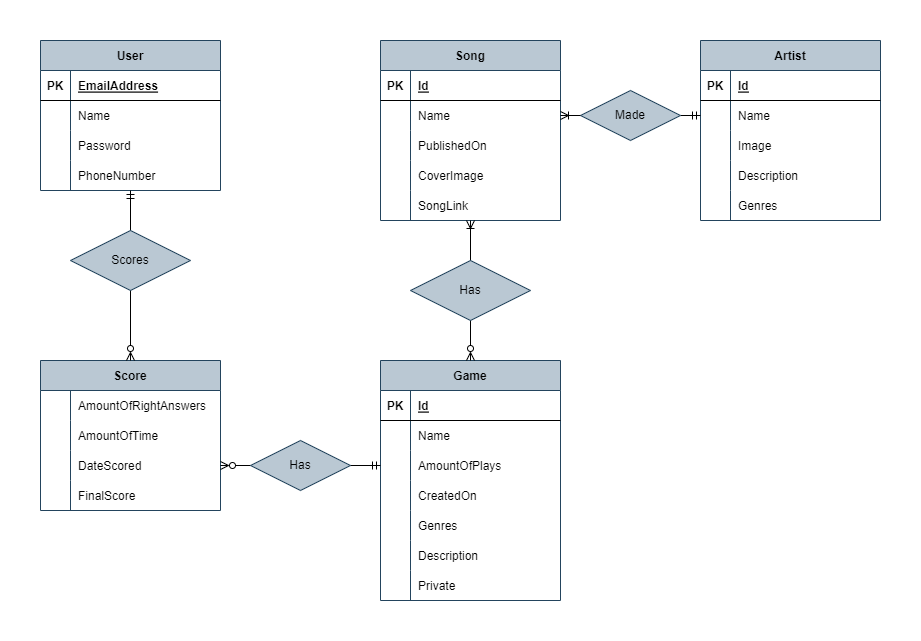 User
PK EmailAddress
Name
Password
PhoneNumber
Scores
Score
AmountOfRightAnswers
AmountOfTime
DateScored
FinalScore
Has
Song
PK Id
Name
PublishedOn
CoverImage
SongLink
Has
Game
PK Id
Name
AmountOfPlays
CreatedOn
Genres
Description
Private
Made
Artist
PK Id
Name
Image
Description
Genres